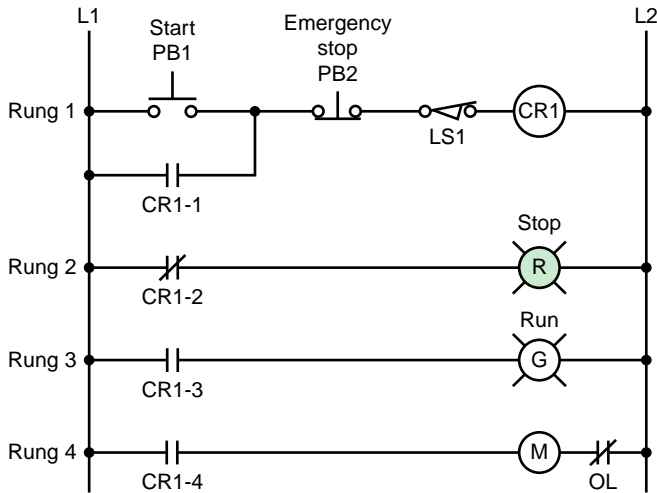 L1
L2
Start
PB1
Emergency
stop
PB2
Rung 1
CR1
LS1
CR1-1
Stop
Rung 2
R
CR1-2
Run
Rung 3
G
CR1-3
Rung 4
M
CR1-4
OL